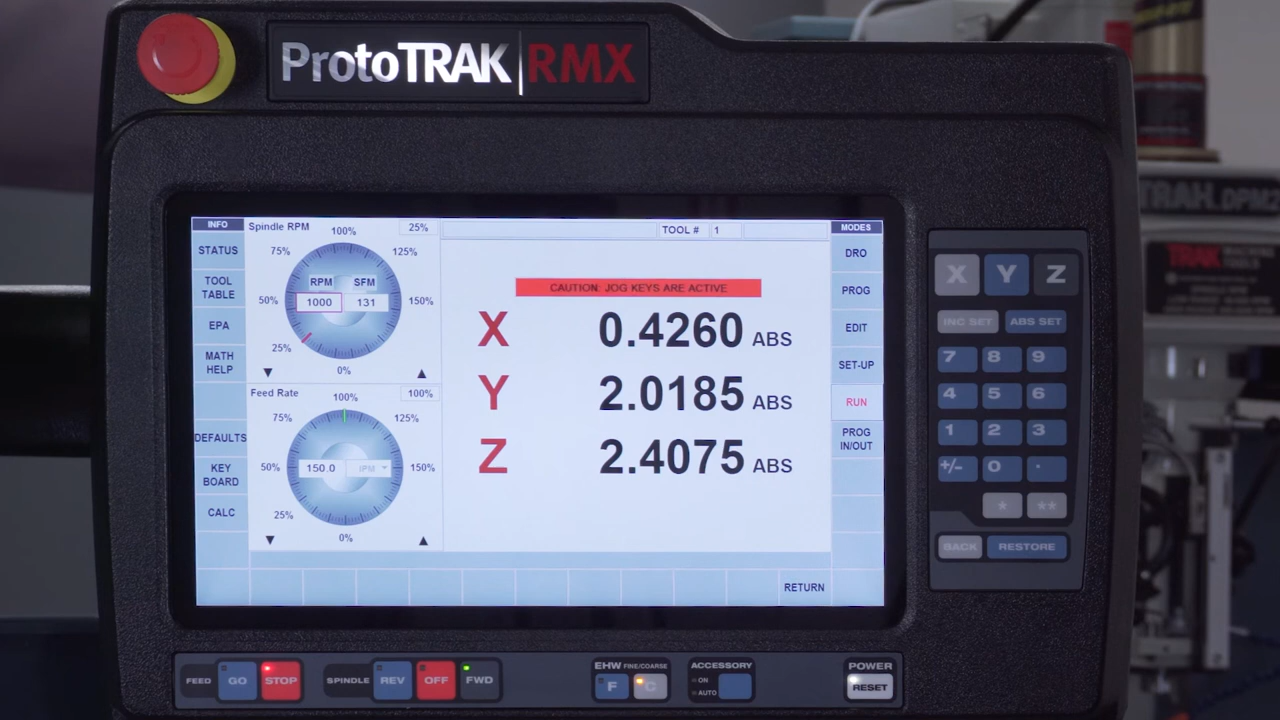 ProtoTRAK RMX
INFO
STATUS
TOOL TABLE
EPA
MATH HELP
DEFAULTS
KEY BOARD
CALC
Spindle RPM
25%
100%
75%
125%
RPM
SFM
50%
1000
131
150%
25%
0%
Feed Rate
100%
100%
75%
125%
50%
150.0
IPM
150%
25%
0%
TOOL # 1
CAUTION: JOG KEYS ARE ACTIVE
X 0.4260 ABS
Y 2.0185 ABS
Z 2.4075 ABS
RETURN
MODES
DRO
PROG
EDIT
SET-UP
RUN
PROG IN/OUT
X Y Z
INC SET ABS SET
7 8 9
4 5 6
1 2 3
+/- 0 .
* **
BACK RESTORE
FEED GO STOP
SPINDLE REV OFF FWD
EHW FINE/COARSE
F C
ACCESSORY
ON
AUTO
POWER
RESET
TRAK DPM
TRAK